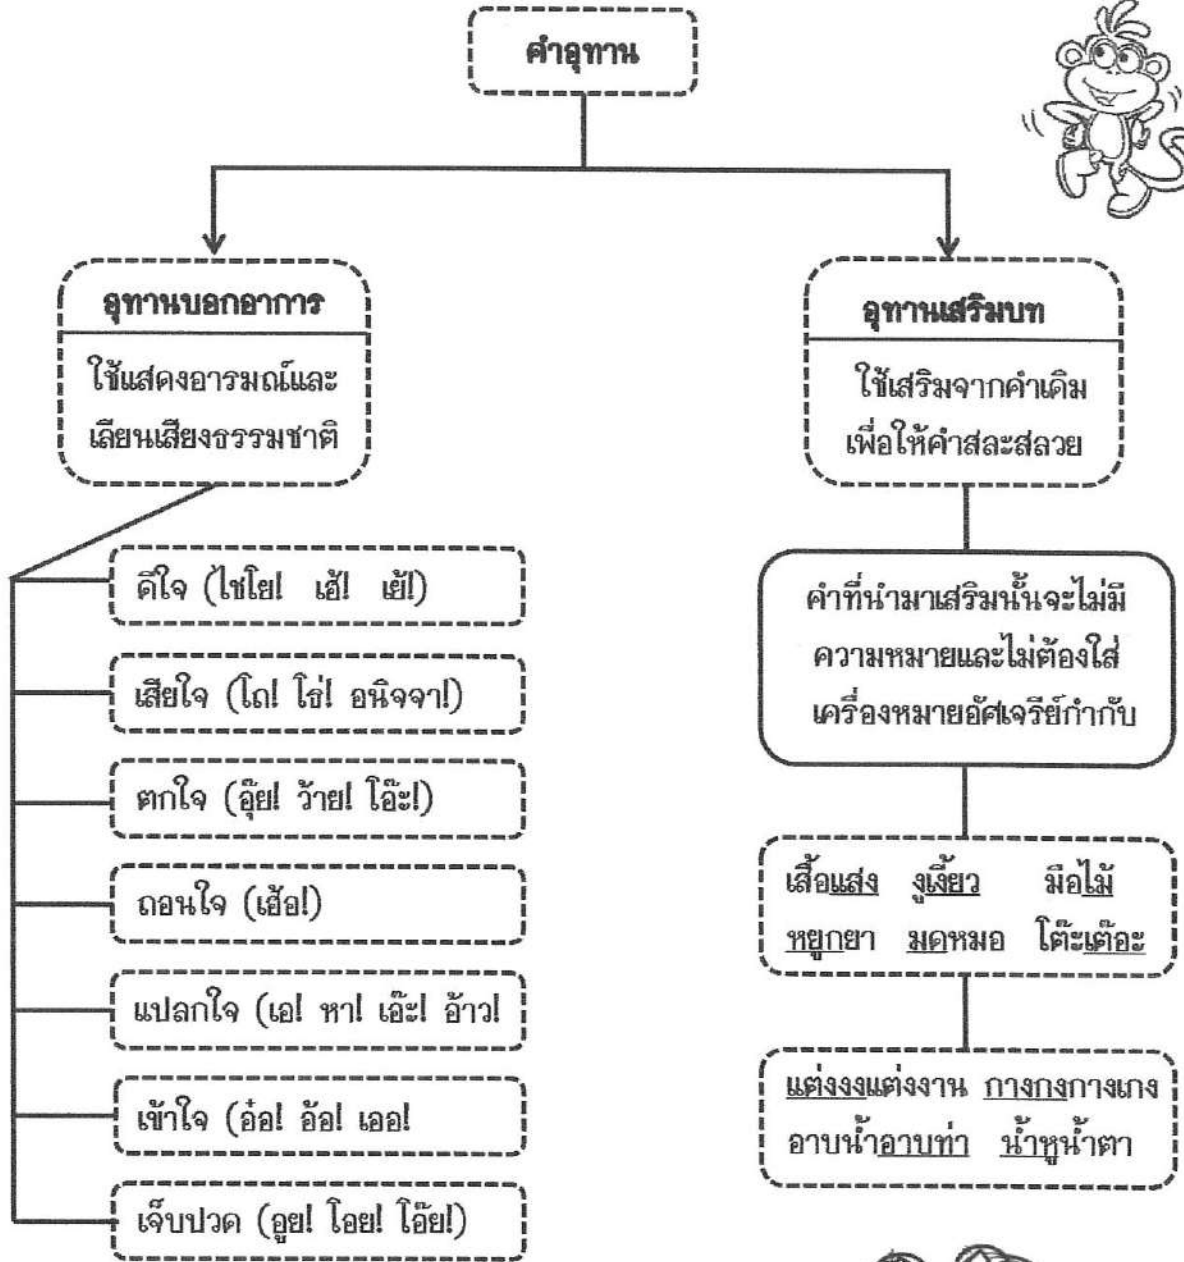 คำอุทาน
อุทานบอกอาการ
ใช้แสดงอารมณ์และ
เลียนเสียงธรรมชาติ
ดีใจ (ไชโย! เฮ้! เย้!)
เสียใจ (โถ! โธ่! อนิจจา!)
ตกใจ (อุ๊ย! ว้าย! โอ๊ะ!)
ถอนใจ (เฮ้อ!)
แปลกใจ (เอ! หา! เอ๊ะ! อ้าว!
เข้าใจ (อ๋อ! อ้อ! เออ!
เจ็บปวด (อูย! โอย! โอ๊ย!)
อุทานเสริมบท
ใช้เสริมจากคำเดิม
เพื่อให้คำสละสลวย
คำที่นำมาเสริมนั้นจะไม่มี
ความหมายและไม่ต้องใส่
เครื่องหมายอัศเจรีย์กำกับ
เสื้อแส่ง งูเงี้ยว มือไม้
หยูกยา มดหมอ โต๊ะเต๊อะ
แต่งงงแต่งงาน กางกงกางเกง
อาบน้ำอาบท่า น้ำหูน้ำตา